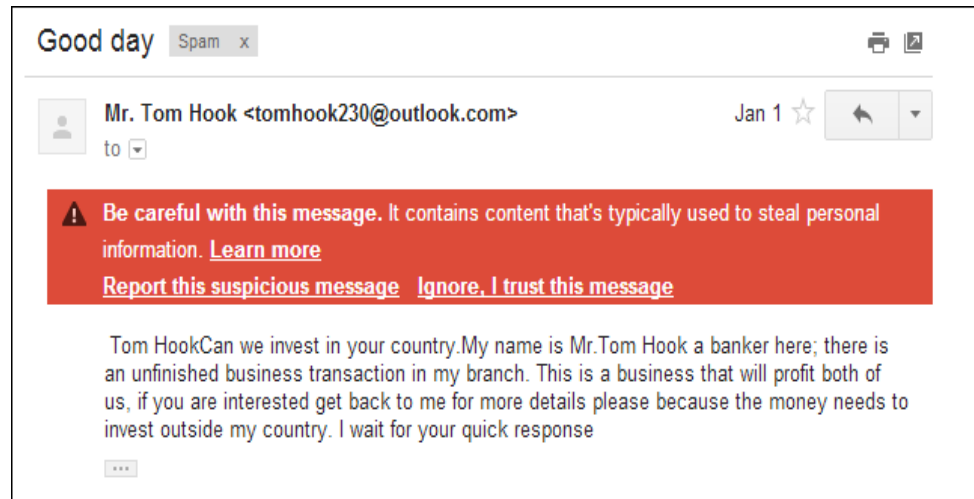 Good day Spam x
Mr. Tom Hook <tomhook230@outlook.com> Jan 1
to
Be careful with this message. It contains content that's typically used to steal personal
information. Learn more
Report this suspicious message Ignore, I trust this message
Tom HookCan we invest in your country.My name is Mr.Tom Hook a banker here; there is
an unfinished business transaction in my branch. This is a business that will profit both of
us, if you are interested get back to me for more details please because the money needs to
invest outside my country. I wait for your quick response
...